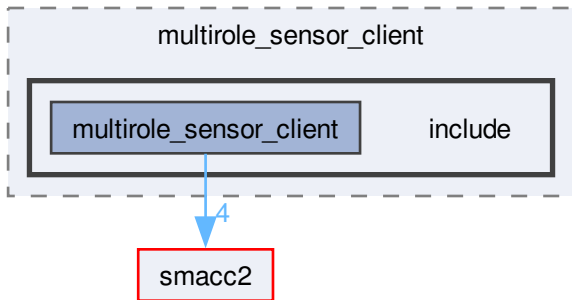 multirole_sensor_client
multirole_sensor_client include
4
smacc2